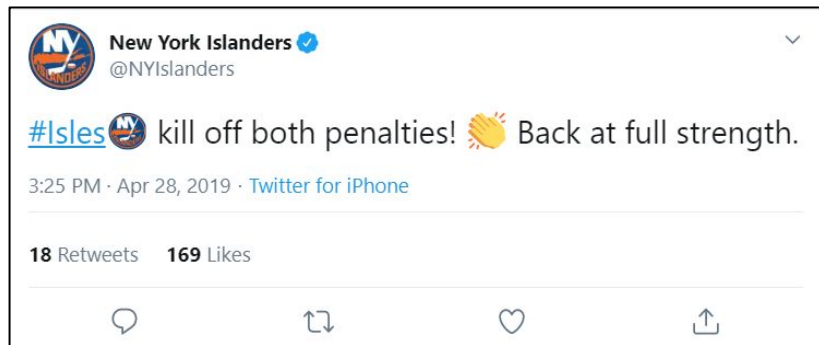 New York Islanders
@NYIslanders
#Isles kill off both penalties! 👏 Back at full strength.
3:25 PM · Apr 28, 2019 · Twitter for iPhone
18 Retweets 169 Likes